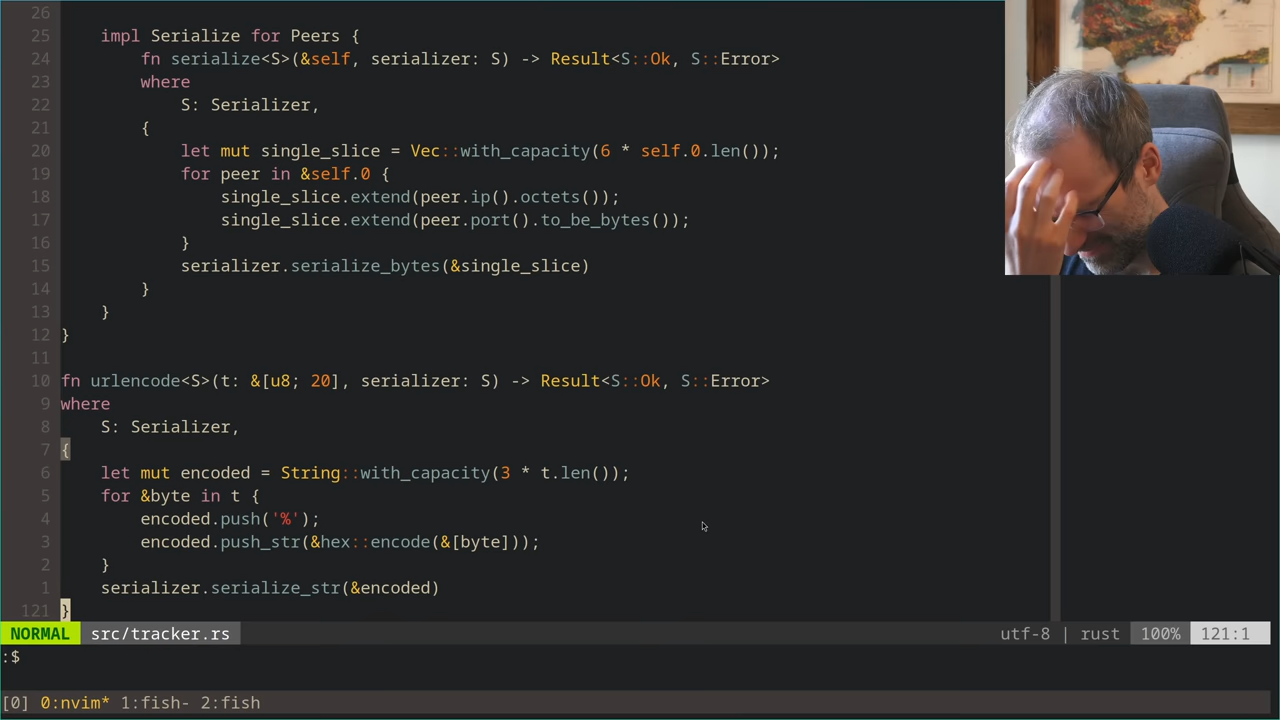 26
25     impl Serialize for Peers {
24         fn serialize<S>(&self, serializer: S) -> Result<S::Ok, S::Error>
23         where
22             S: Serializer,
21         {
20             let mut single_slice = Vec::with_capacity(6 * self.0.len());
19             for peer in &self.0 {
18                 single_slice.extend(peer.ip().octets());
17                 single_slice.extend(peer.port().to_be_bytes());
16             }
15             serializer.serialize_bytes(&single_slice)
14         }
13     }
12 }
11
10 fn urlencode<S>(t: &[u8; 20], serializer: S) -> Result<S::Ok, S::Error>
9 where
8     S: Serializer,
7 {
6     let mut encoded = String::with_capacity(3 * t.len());
5     for &byte in t {
4         encoded.push('%');
3         encoded.push_str(&hex::encode(&[byte]));
2     }
1     serializer.serialize_str(&encoded)
121 }
NORMAL src/tracker.rs utf-8 | rust 100% 121:1
:$
[0] 0:nvim* 1:fish- 2:fish